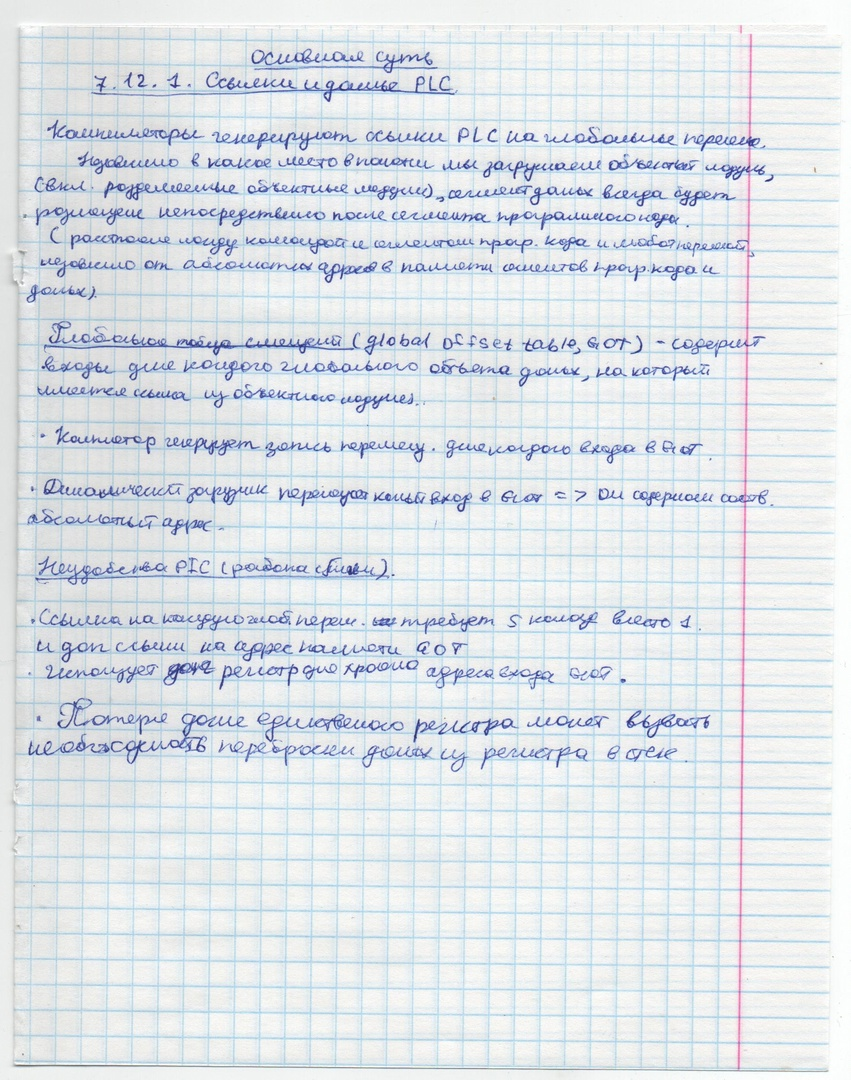 Основная суть
7.12.1. Ссылки и данные PLC.
Компиляторы генерируют ссылки PLC на глобальные перемен.
Независимо в какое место в памяти мы загружаем объектный модуль,
(вкл. разделяемые объектные модули), сегмент данных всегда будет
размещен непосредственно после сегмента программного кода.
(расстояние между командой и сегментом прогр. кода и любой перемен,
независимо от абсолютных адресов в памяти сегментов прогр. кода и
данных).
Глобальная таблица смещений (global offset table, GOT) - содержит
входы для каждого глобального объекта данных, на который
имеется ссылка из объектного модуля..
• Компилятор генерирует запись перемещ. для каждого входа в GOT.
• Динамический загрузчик перемещает каждый вход в GOT => он содержит соотв.
абсолютный адрес.
Неудобства PIC (работа с
• Ссылка на каждую глоб. перем. требует 5 команд вместо 1.
и доп ссылки на адрес памяти GOT
• использует доп регистр для хранения адреса входа GOT.
• Потеря даже единственного регистра может вызвать
необходимость переброски данных из регистра в стек.